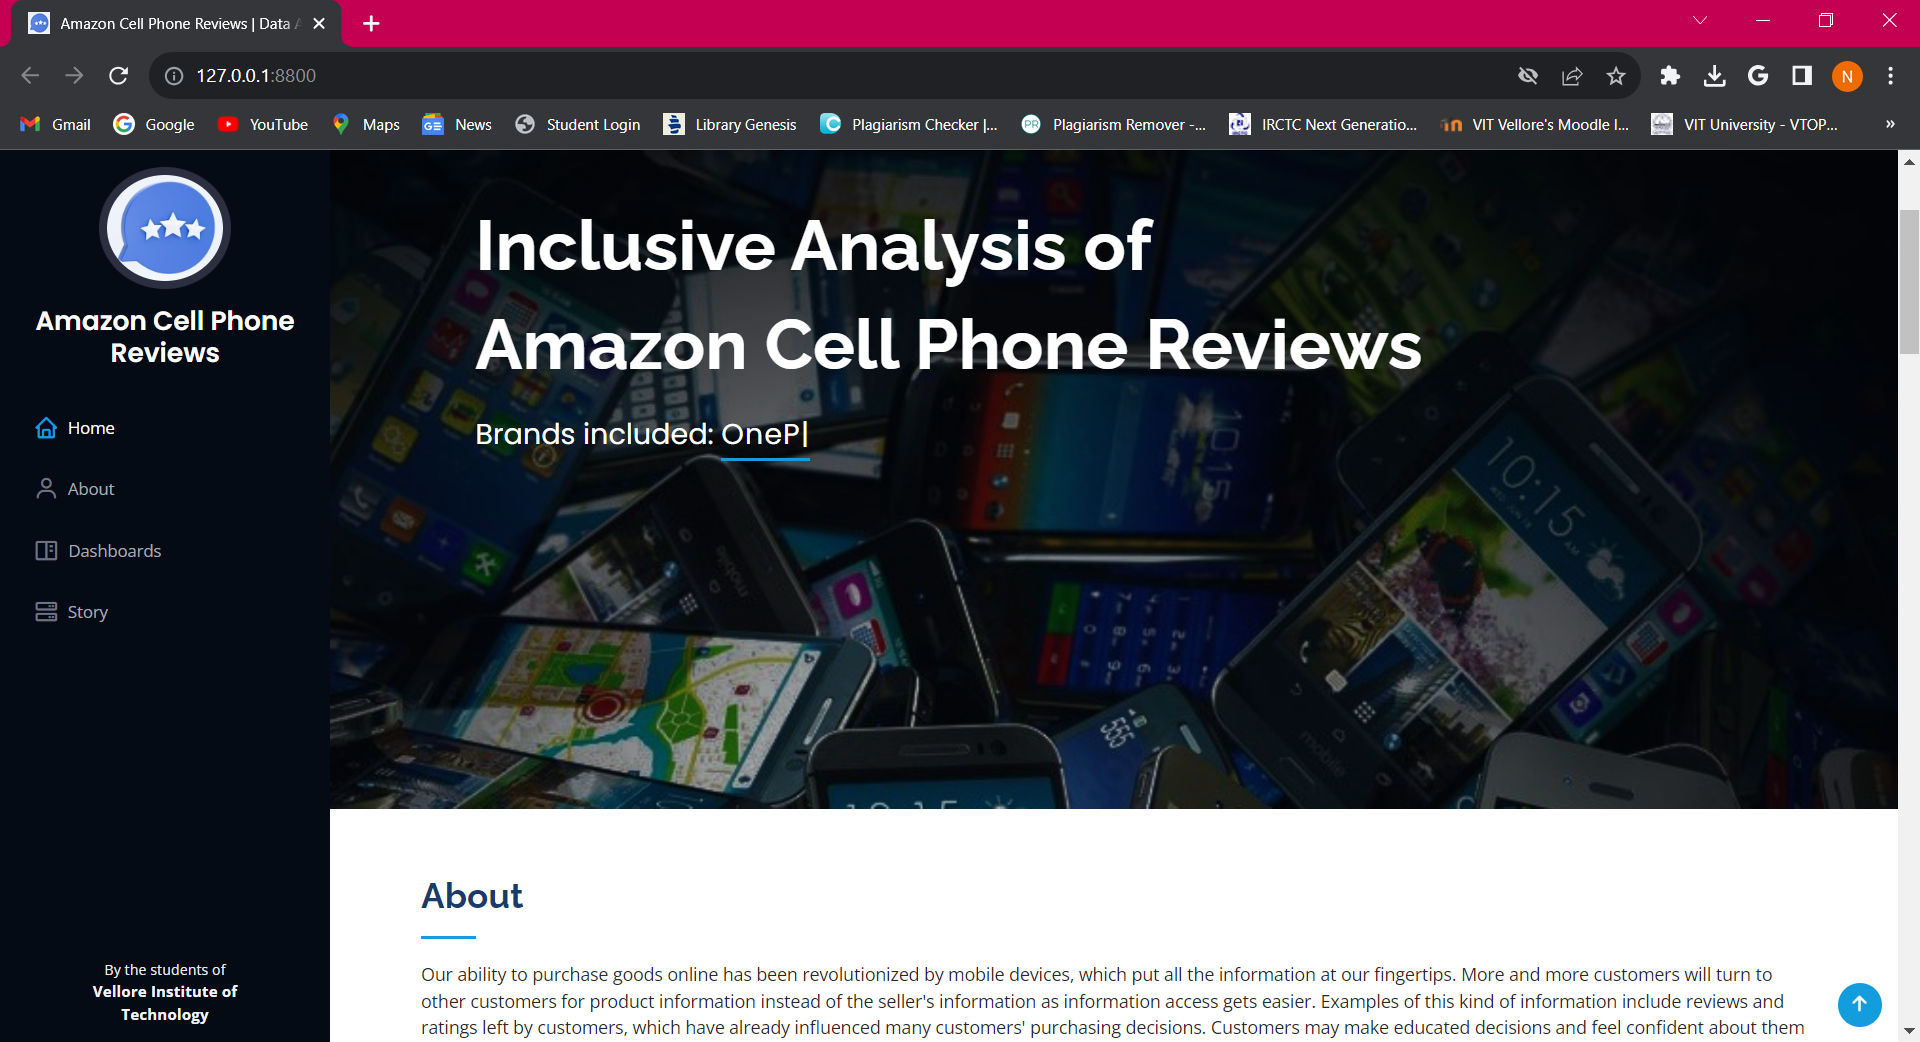 Amazon Cell Phone Reviews | Data A
127.0.0.1:8800
N
Gmail
Google
YouTube
Maps
News
Student Login
Library Genesis
Plagiarism Checker |...
PR
Plagiarism Remover -...
IRCTC Next Generatio...
VIT Vellore's Moodle l...
VIT University - VTOP...
»
Amazon Cell Phone
Reviews
Home
About
Dashboards
Story
By the students of
Vellore Institute of
Technology
Inclusive Analysis of
Amazon Cell Phone Reviews
Brands included: OneP|
10:15
AM
mobile
555
About
Our ability to purchase goods online has been revolutionized by mobile devices, which put all the information at our fingertips. More and more customers will turn to
other customers for product information instead of the seller's information as information access gets easier. Examples of this kind of information include reviews and
ratings left by customers, which have already influenced many customers' purchasing decisions. Customers may make educated decisions and feel confident about them